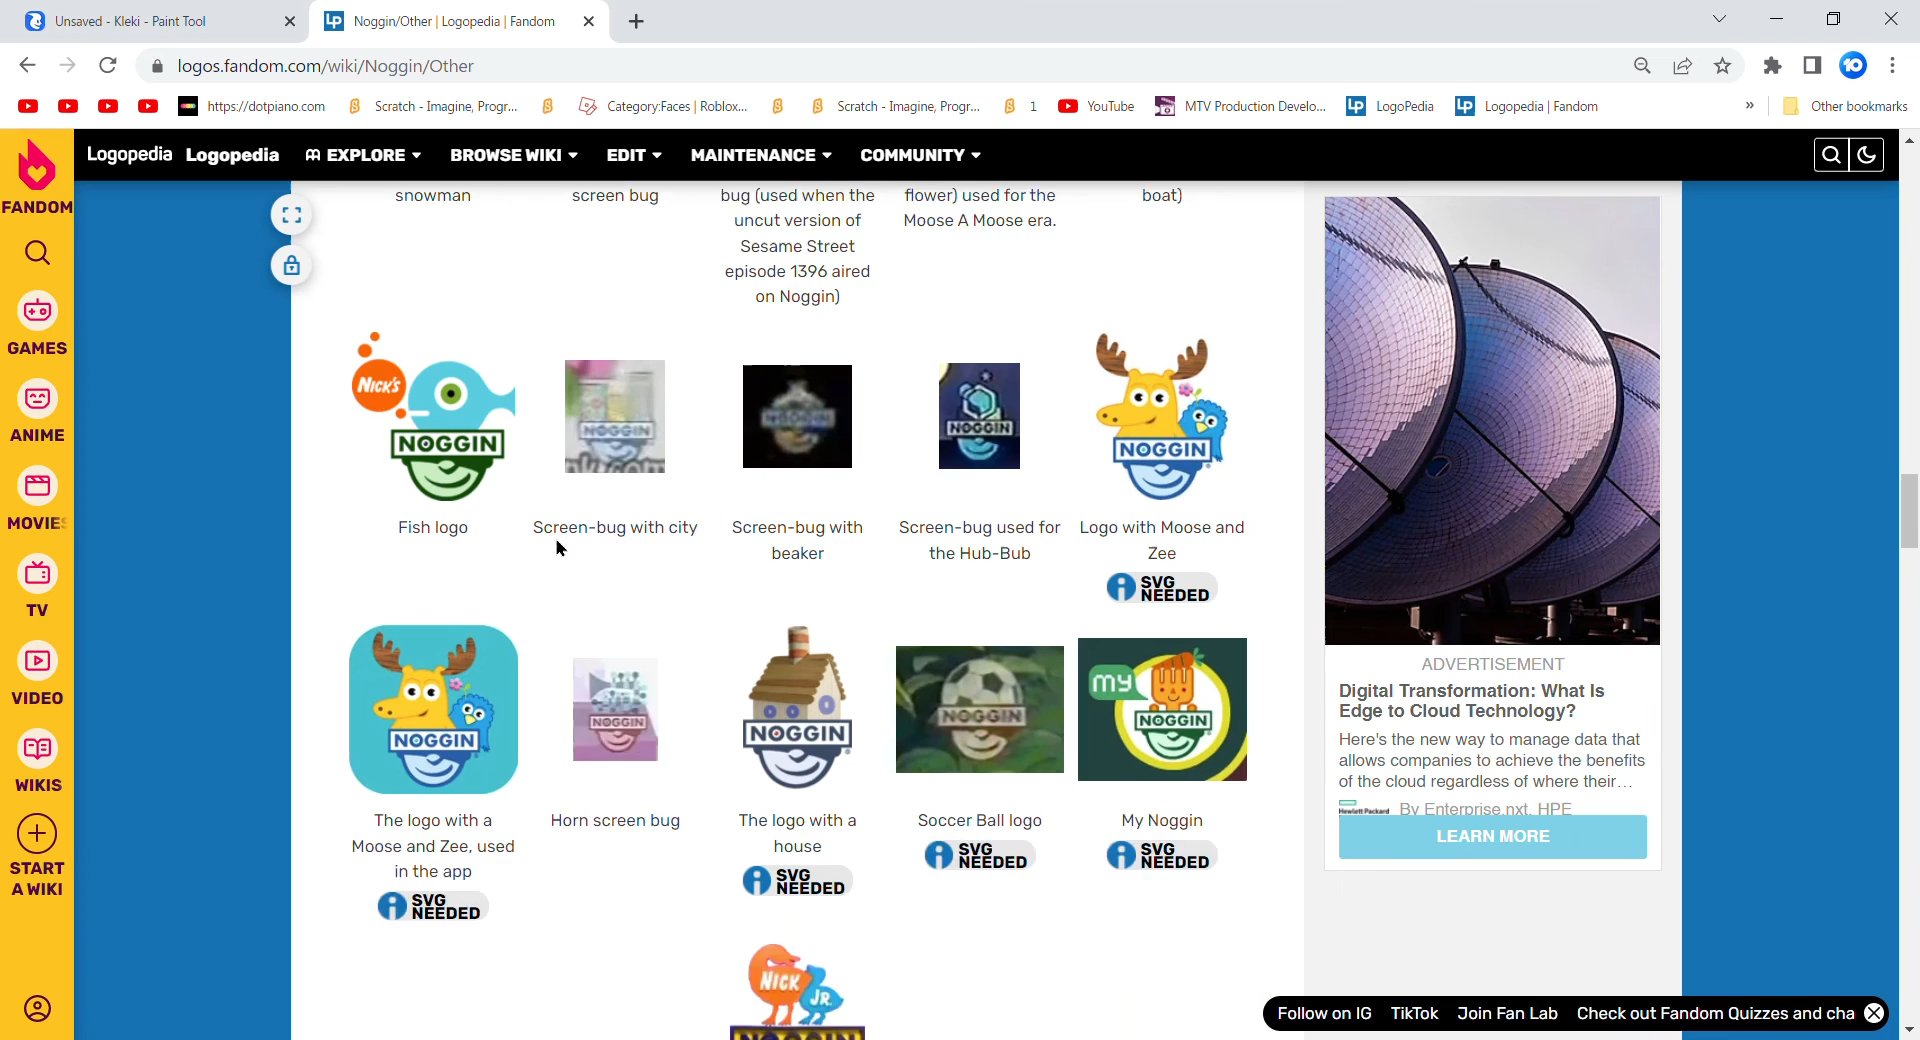 Unsaved - Kleki - Paint Tool
LP Noggin/Other | Logopedia | Fandom
logos.fandom.com/wiki/Noggin/Other
10
https://dotpiano.com
Scratch - Imagine, Progr...
Category:Faces | Roblox...
Scratch - Imagine, Progr...
1
YouTube
MTV Production Develo...
LP LogoPedia
LP Logopedia | Fandom
»
Other bookmarks
Logopedia Logopedia EXPLORE BROWSE WIKI EDIT MAINTENANCE COMMUNITY
FANDOM
GAMES
ANIME
MOVIES
TV
VIDEO
WIKIS
START
A WIKI
snowman
screen bug
bug (used when the
uncut version of
Sesame Street
episode 1396 aired
on Noggin)
flower) used for the
Moose A Moose era.
boat)
NICK'S
NOGGIN
NOGGIN
NOGGIN
NOGGIN
NOGGIN
Fish logo
Screen-bug with city
Screen-bug with
beaker
Screen-bug used for
the Hub-Bub
Logo with Moose and
Zee
SVG
NEEDED
NOGGIN
NOGGIN
NOGGIN
NOGGIN
my
NOGGIN
The logo with a
Moose and Zee, used
in the app
SVG
NEEDED
Horn screen bug
The logo with a
house
SVG
NEEDED
Soccer Ball logo
SVG
NEEDED
My Noggin
SVG
NEEDED
NICK
JR.
NOGGIN
ADVERTISEMENT
Digital Transformation: What Is
Edge to Cloud Technology?
Here's the new way to manage data that
allows companies to achieve the benefits
of the cloud regardless of where their...
Hewlett Packard
By Enterprise.nxt, HPE
LEARN MORE
Follow on IG TikTok Join Fan Lab Check out Fandom Quizzes and cha